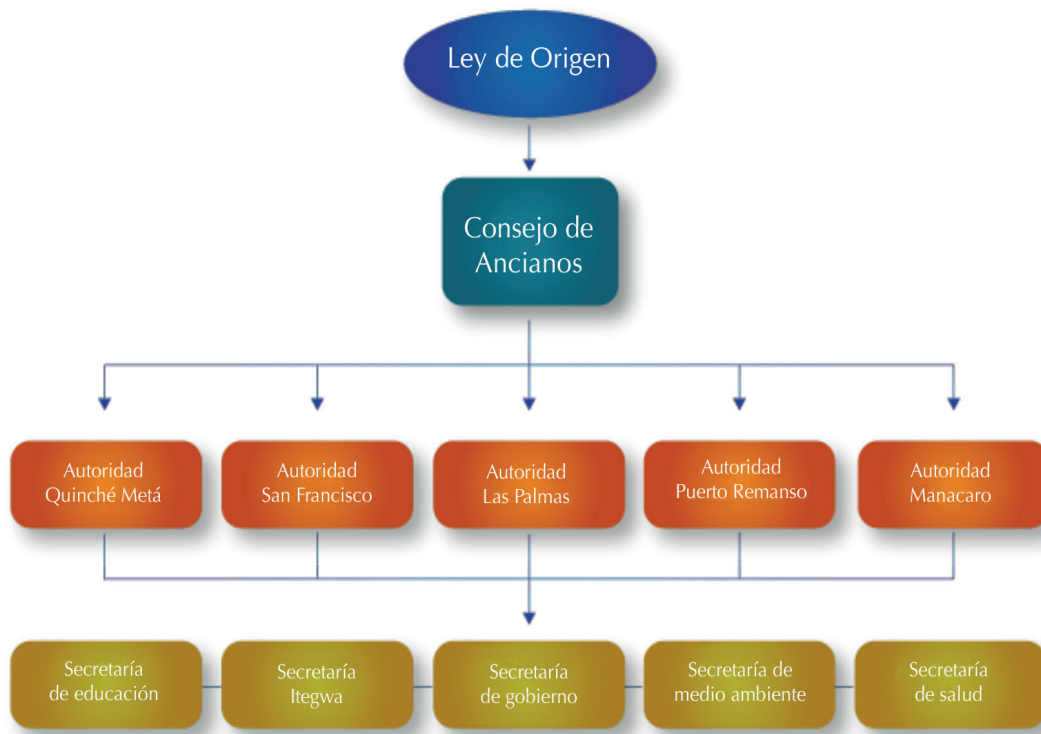 Ley de Origen
Consejo de
Ancianos
Autoridad
Quinché Metá
Autoridad
San Francisco
Autoridad
Las Palmas
Autoridad
Puerto Remanso
Autoridad
Manacaro
Secretaría
de educación
Secretaría
Itegwa
Secretaría
de gobierno
Secretaría de
medio ambiente
Secretaría
de salud